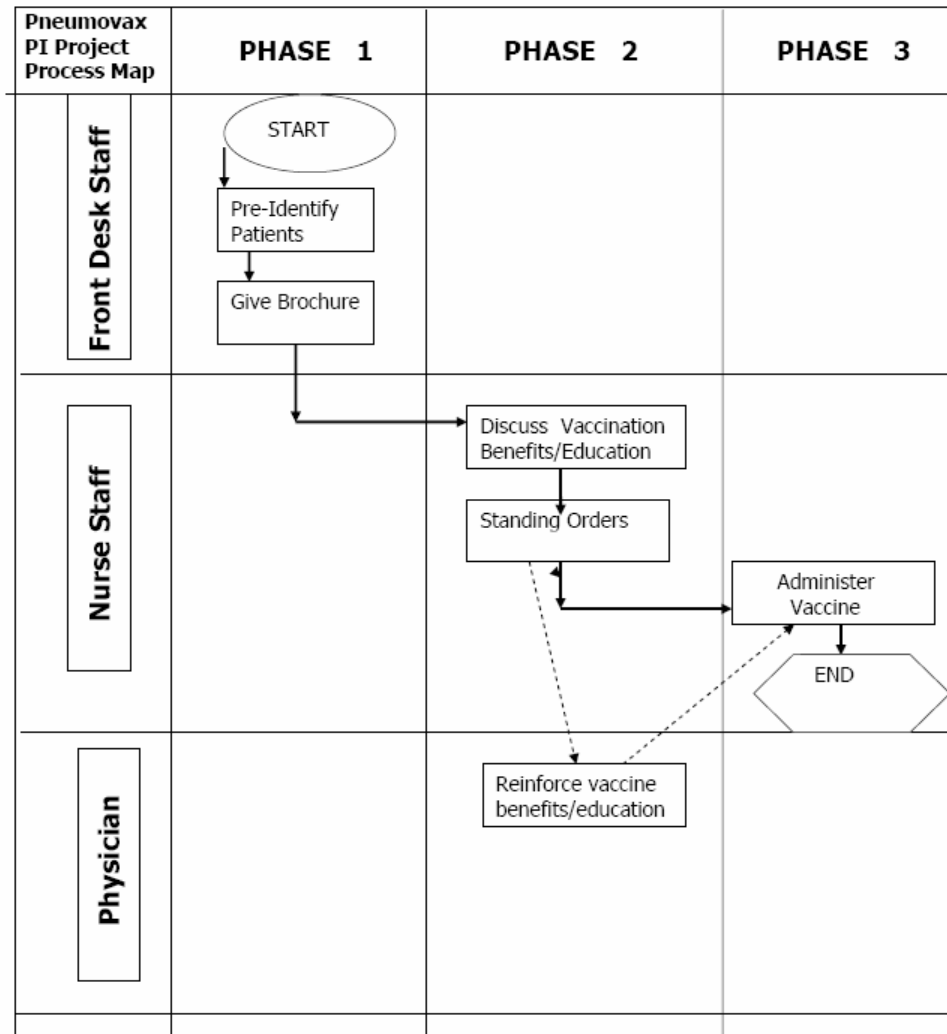 Pneumovax
PI Project
Process Map
PHASE 1
PHASE 2
PHASE 3
Front Desk Staff
START
Pre-Identify
Patients
Give Brochure
Nurse Staff
Discuss Vaccination
Benefits/Education
Standing Orders
Administer
Vaccine
END
Physician
Reinforce vaccine
benefits/education